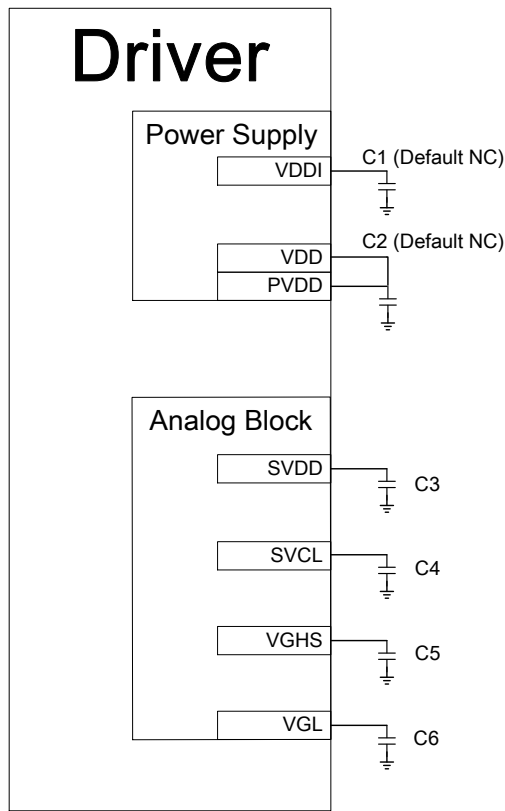 Driver
Power Supply
VDDI
C1 (Default NC)
VDD
C2 (Default NC)
PVDD
Analog Block
SVDD
C3
SVCL
C4
VGHS
C5
VGL
C6